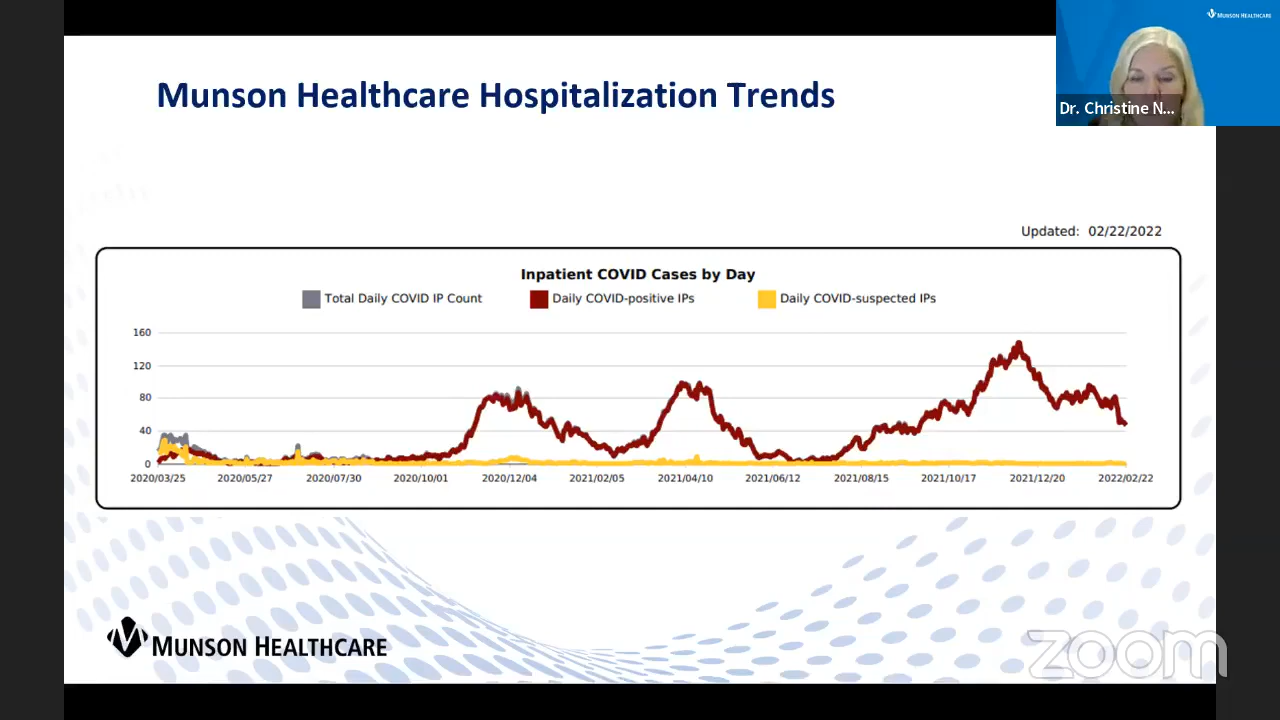 MUNSON HEALTHCARE
Dr. Christine N...
Munson Healthcare Hospitalization Trends
Updated: 02/22/2022
Inpatient COVID Cases by Day
Total Daily COVID IP Count Daily COVID-positive IPs Daily COVID-suspected IPs
160
120
80
40
0
2020/03/25 2020/05/27 2020/07/30 2020/10/01 2020/12/04 2021/02/05 2021/04/10 2021/06/12 2021/08/15 2021/10/17 2021/12/20 2022/02/22
MUNSON HEALTHCARE
zoom